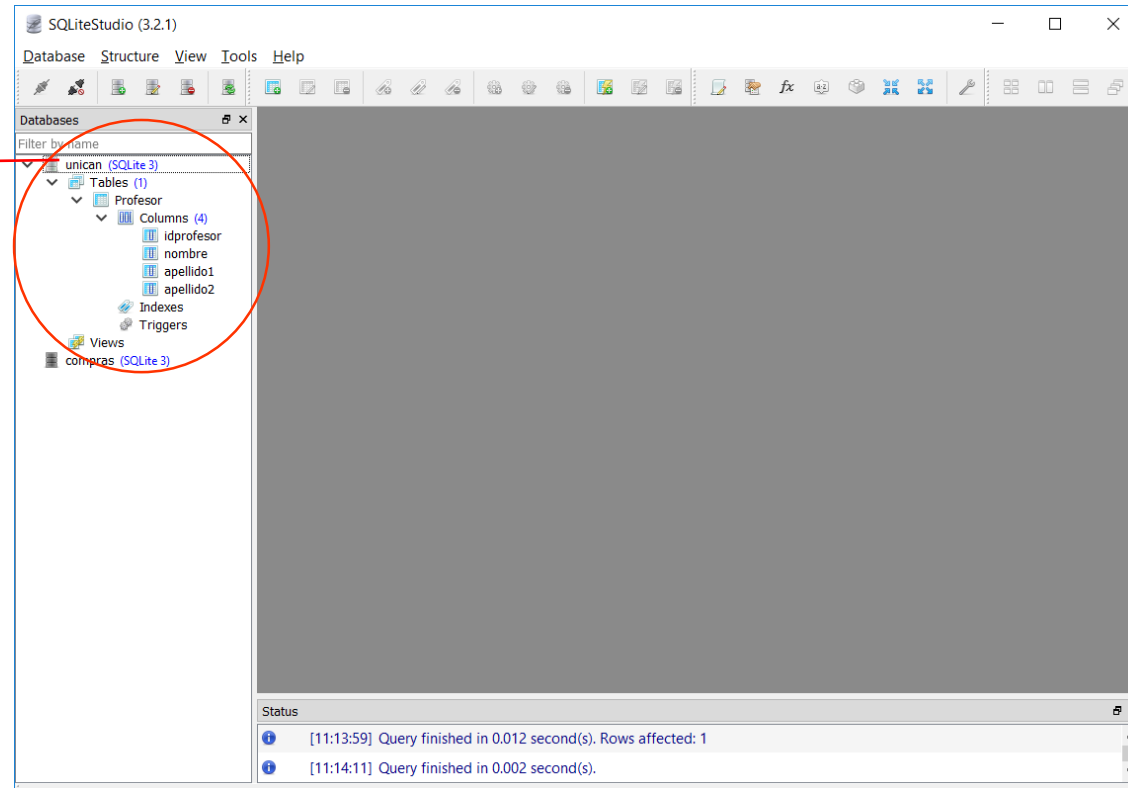 SQLiteStudio (3.2.1)
Database Structure View Tools Help
fx
Databases
Filter by name
unican (SQLite 3)
Tables (1)
Profesor
Columns (4)
idprofesor
nombre
apellido1
apellido2
Indexes
Triggers
Views
compras (SQLite 3)
Status
[11:13:59] Query finished in 0.012 second(s). Rows affected: 1
[11:14:11] Query finished in 0.002 second(s).